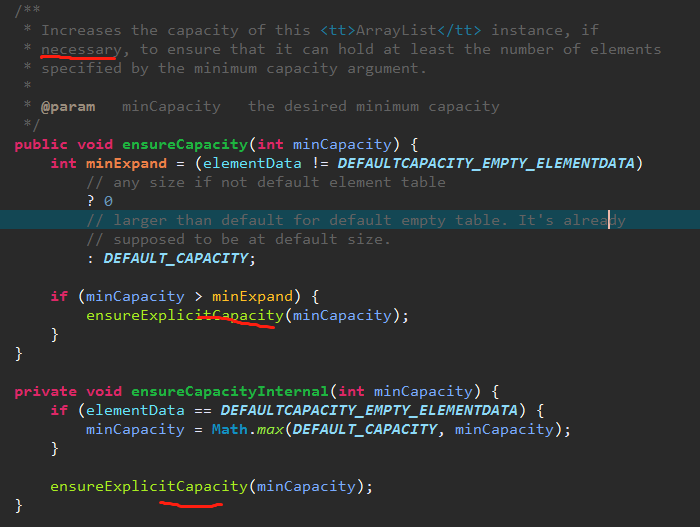 /**
* Increases the capacity of this <tt>ArrayList</tt> instance, if
* necessary, to ensure that it can hold at least the number of elements
* specified by the minimum capacity argument.
*
* @param   minCapacity   the desired minimum capacity
*/
public void ensureCapacity(int minCapacity) {
int minExpand = (elementData != DEFAULTCAPACITY_EMPTY_ELEMENTDATA)
// any size if not default element table
? 0
// larger than default for default empty table. It's already
// supposed to be at default size.
: DEFAULT_CAPACITY;
if (minCapacity > minExpand) {
ensureExplicitCapacity(minCapacity);
}
}
private void ensureCapacityInternal(int minCapacity) {
if (elementData == DEFAULTCAPACITY_EMPTY_ELEMENTDATA) {
minCapacity = Math.max(DEFAULT_CAPACITY, minCapacity);
}
ensureExplicitCapacity(minCapacity);
}